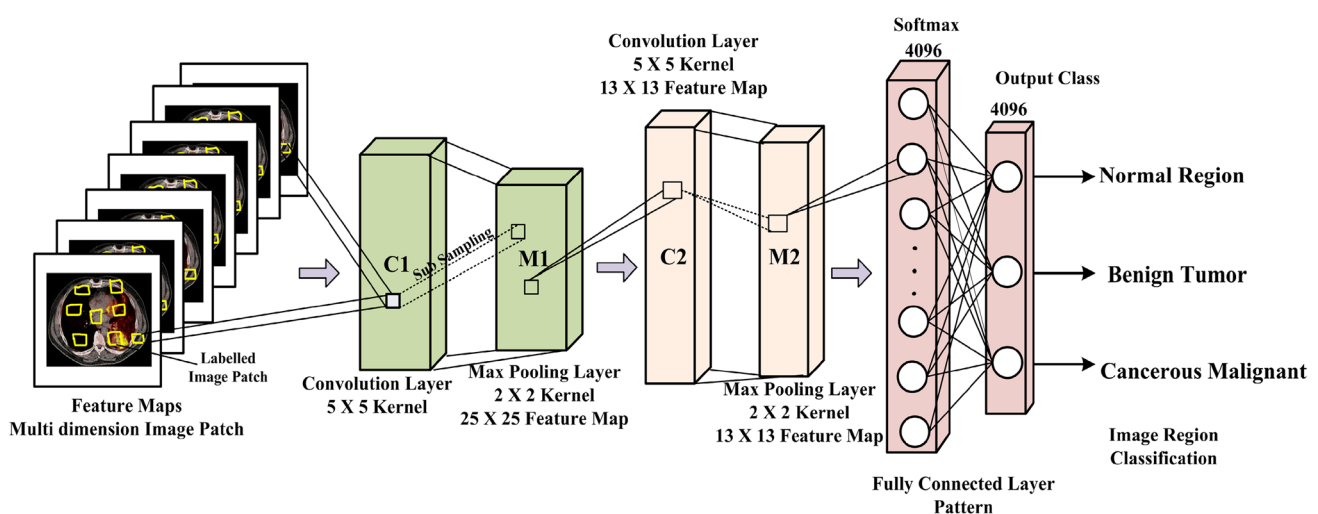 Labelled
Image Patch
Feature Maps
Multi dimension Image Patch
C1
Convolution Layer
5 X 5 Kernel
Sub Sampling
M1
Max Pooling Layer
2 X 2 Kernel
25 X 25 Feature Map
Convolution Layer
5 X 5 Kernel
13 X 13 Feature Map
C2
M2
Max Pooling Layer
2 X 2 Kernel
13 X 13 Feature Map
Softmax
4096
Fully Connected Layer
Pattern
Output Class
4096
Normal Region
Benign Tumor
Cancerous Malignant
Image Region
Classification